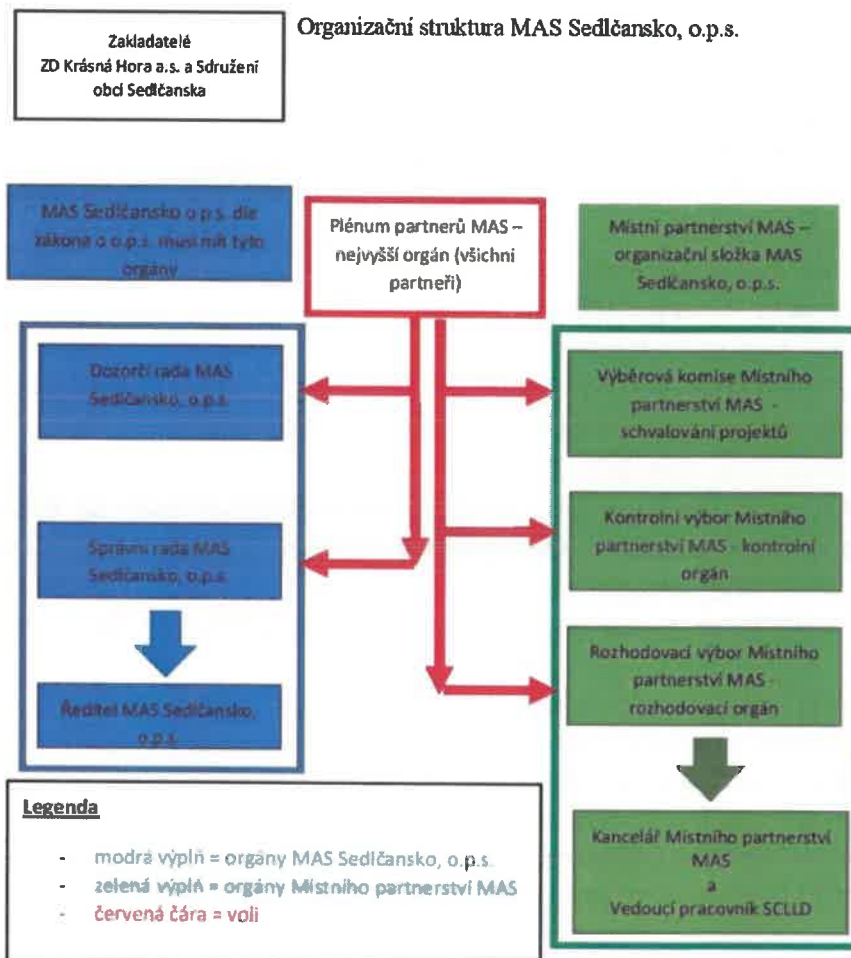 Organizační struktura MAS Sedlčansko, o.p.s.
Zakladatelé
ZD Krásná Hora a.s. a Sdružení
obcí Sedlčanska
MAS Sedlčansko o.p.s. dle
zákona o o.p.s. musí mít tyto
orgány
Plénum partnerů MAS –
nejvyšší orgán (všichni
partneři)
Místní partnerství MAS –
organizační složka MAS
Sedlčansko, o.p.s.
Dozorčí rada MAS
Sedlčansko, o.p.s.
Správní rada MAS
Sedlčansko, o.p.s.
Ředitel MAS Sedlčansko,
o.p.s.
Výběrová komise Místního
partnerství MAS -
schvalování projektů
Kontrolní výbor Místního
partnerství MAS - kontrolní
orgán
Rozhodovací výbor Místního
partnerství MAS -
rozhodovací orgán
Kancelář Místního partnerství
MAS
a
Vedoucí pracovník SCLLD
Legenda
- modrá výplň = orgány MAS Sedlčansko, o.p.s.
- zelená výplň = orgány Místního partnerství MAS
- červená čára = volí